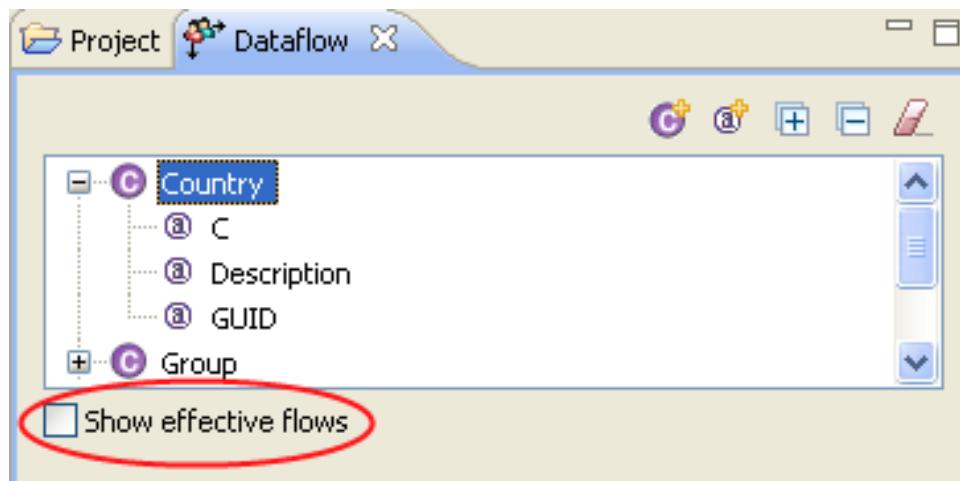 Project Dataflow
Country
C
Description
GUID
Group
Show effective flows